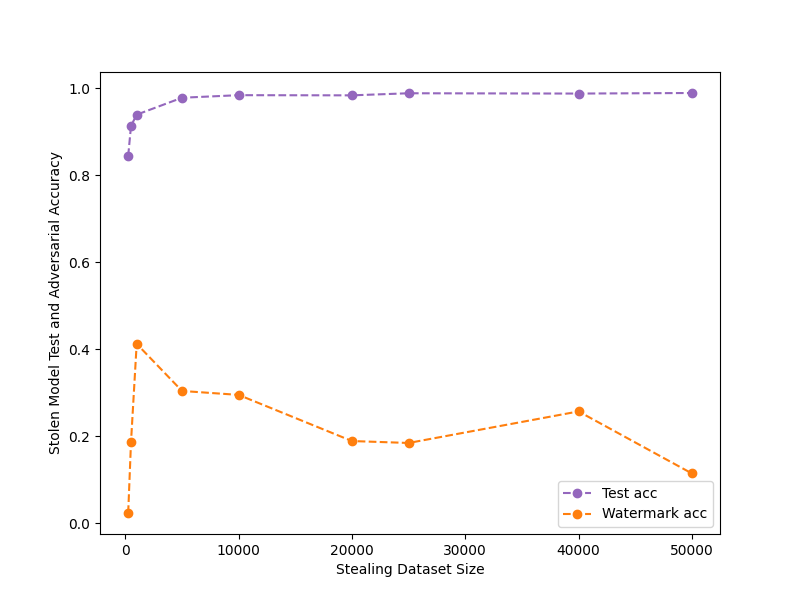 1.0
0.8
0.6
0.4
0.2
0.0
Stolen Model Test and Adversarial Accuracy
Test acc
Watermark acc
0 10000 20000 30000 40000 50000
Stealing Dataset Size